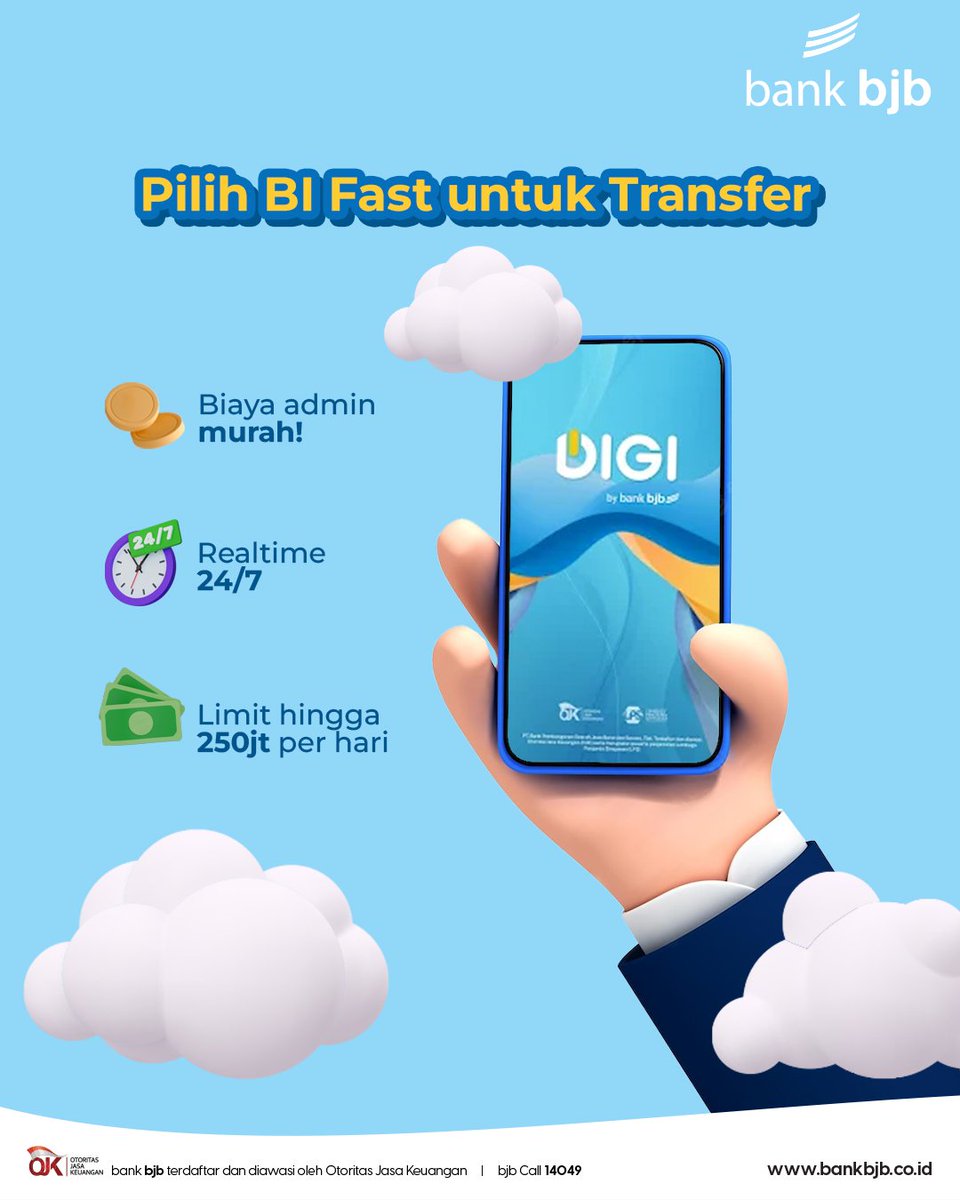 bank bjb
Pilih BI Fast untuk Transfer
Biaya admin
murah!
24/7
Realtime
24/7
Limit hingga
250jt per hari
DIGI
by bank bjb
OTORITAS
JASA
KEUANGAN
bank bjb terdaftar dan diawasi oleh Otoritas Jasa Keuangan | bjb Call 14049
www.bankbjb.co.id